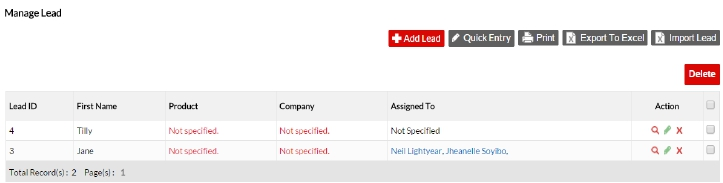 Manage Lead
Add Lead Quick Entry Print Export To Excel Import Lead
Delete
Lead ID First Name Product Company Assigned To Action
4 Tilly Not specified. Not specified. Not Specified
3 Jane Not specified. Not specified. Neil Lightyear, Jheanelle Soyibo,
Total Record(s): 2 Page(s): 1